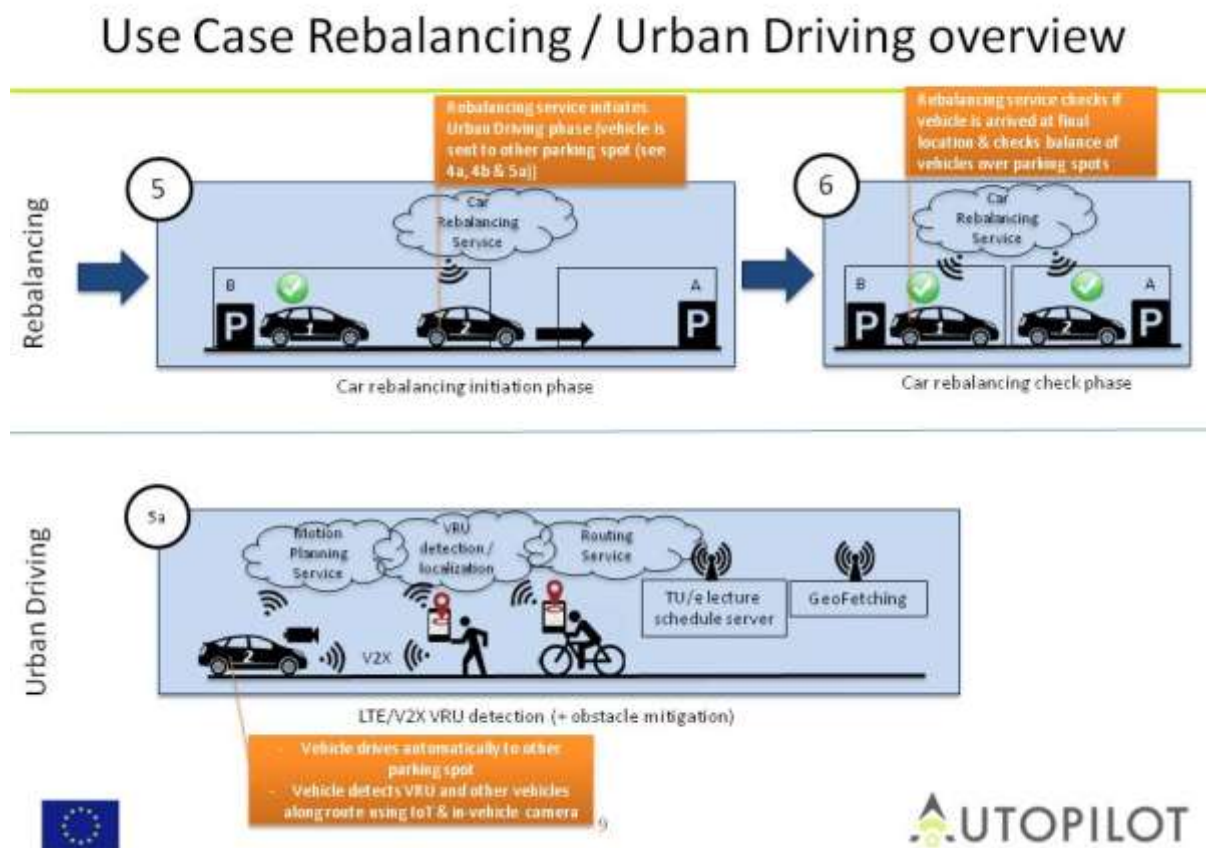 Use Case Rebalancing / Urban Driving overview
Rebalancing
5
Rebalancing service initiates
Urban Driving phase (vehicle is
sent to other parking spot (see
4a, 4b & 5a))
Car
Rebalancing
Service
B
A
P
1
2
P
Car rebalancing initiation phase
6
Rebalancing service checks if
vehicle is arrived at final
location & checks balance of
vehicles over parking spots
Car
Rebalancing
Service
B
A
P
1
2
P
Car rebalancing check phase
Urban Driving
5a
Motion
Planning
Service
VRU
detection /
localization
Routing
Service
TU/e lecture
schedule server
GeoFetching
2
V2X
LTE/V2X VRU detection (+ obstacle mitigation)
- Vehicle drives automatically to other
parking spot
- Vehicle detects VRU and other vehicles
along route using IoT & in-vehicle camera
9
AUTOPILOT